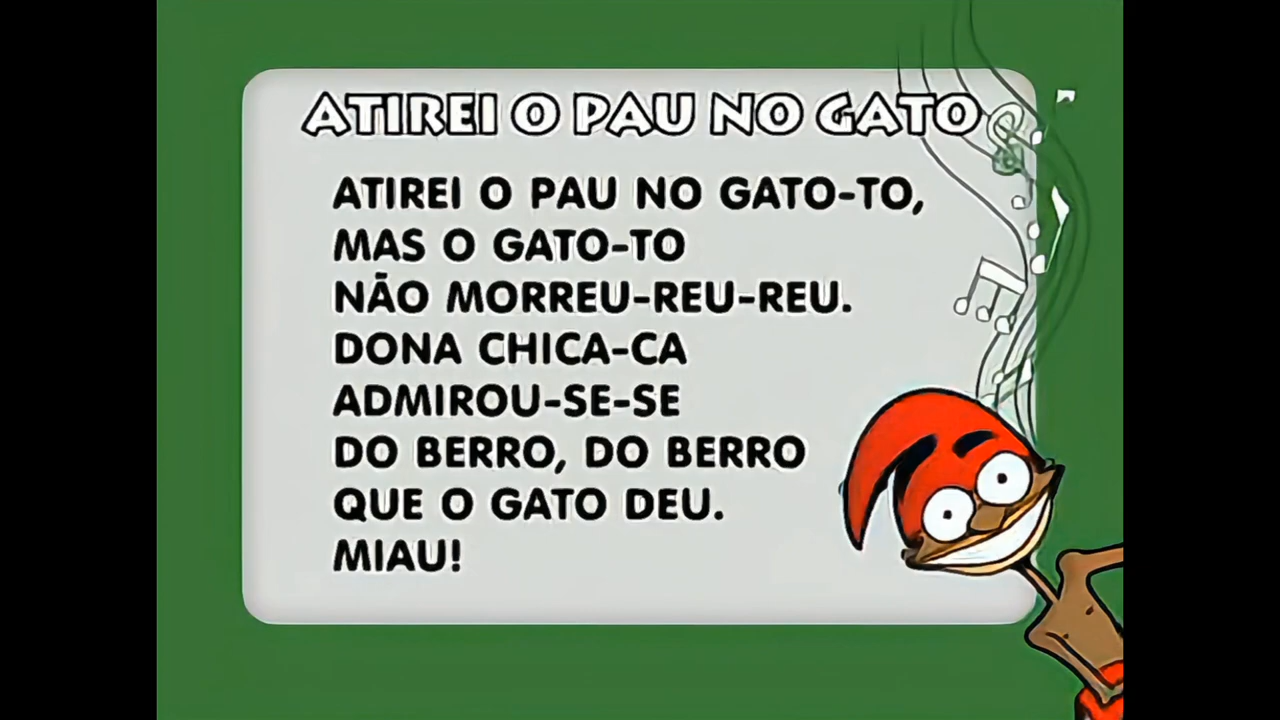 ATIREI O PAU NO GATO
ATIREI O PAU NO GATO-TO,
MAS O GATO-TO
NÃO MORREU-REU-REU.
DONA CHICA-CA
ADMIROU-SE-SE
DO BERRO, DO BERRO
QUE O GATO DEU.
MIAU!